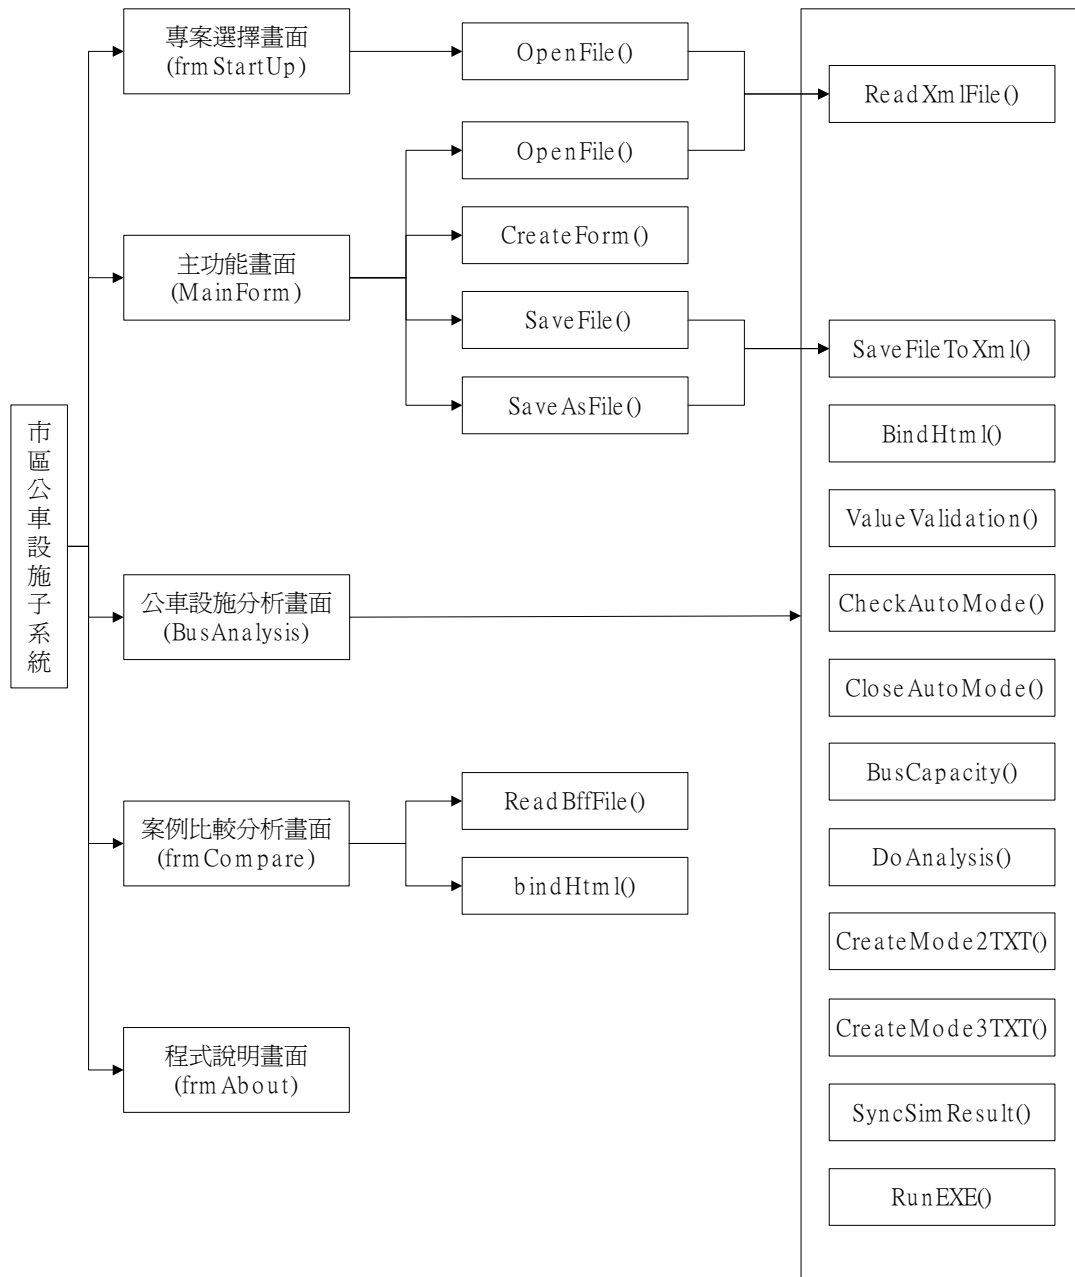 市區公車設施子系統
專案選擇畫面
(frmStartUp)
OpenFile()
ReadXmlFile()
OpenFile()
主功能畫面
(MainForm)
CreateForm()
SaveFile()
SaveAsFile()
SaveFileToXml()
BindHtml()
ValueValidation()
公車設施分析畫面
(BusAnalysis)
CheckAutoMode()
CloseAutoMode()
BusCapacity()
案例比較分析畫面
(frmCompare)
ReadBffFile()
bindHtml()
DoAnalysis()
CreateMode2TXT()
CreateMode3TXT()
程式說明畫面
(frmAbout)
SyncSimResult()
RunEXE()